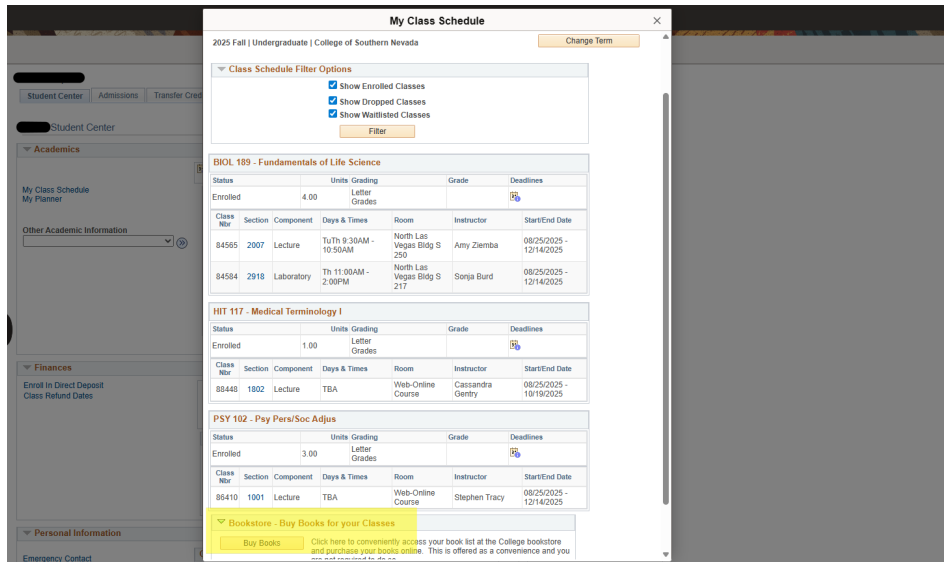 My Class Schedule
2025 Fall | Undergraduate | College of Southern Nevada
Change Term
Class Schedule Filter Options
Show Enrolled Classes
Show Dropped Classes
Show Waitlisted Classes
Filter
Student Center Admissions Transfer Cred
Student Center
Academics
My Class Schedule
My Planner
Other Academic Information
Finances
Enroll In Direct Deposit
Class Refund Dates
Personal Information
Emergency Contact
BIOL 189 - Fundamentals of Life Science
Status Units Grading Grade Deadlines
Enrolled 4.00 Letter
Grades
Class
Nbr Section Component Days & Times Room Instructor Start/End Date
84565 2007 Lecture TuTh 9:30AM -
10:50AM North Las
Vegas Bldg S
250 Amy Ziemba 08/25/2025 -
12/14/2025
84584 2918 Laboratory Th 11:00AM -
2:00PM North Las
Vegas Bldg S
217 Sonja Burd 08/25/2025 -
12/14/2025
HIT 117 - Medical Terminology I
Status Units Grading Grade Deadlines
Enrolled 1.00 Letter
Grades
Class
Nbr Section Component Days & Times Room Instructor Start/End Date
88448 1802 Lecture TBA Web-Online
Course Cassandra
Gentry 08/25/2025 -
10/19/2025
PSY 102 - Psy Pers/Soc Adjus
Status Units Grading Grade Deadlines
Enrolled 3.00 Letter
Grades
Class
Nbr Section Component Days & Times Room Instructor Start/End Date
86410 1001 Lecture TBA Web-Online
Course Stephen Tracy 08/25/2025 -
12/14/2025
Bookstore - Buy Books for your Classes
Buy Books
Click here to conveniently access your book list at the College bookstore
and purchase your books online. This is offered as a convenience and you
are not required to do so.